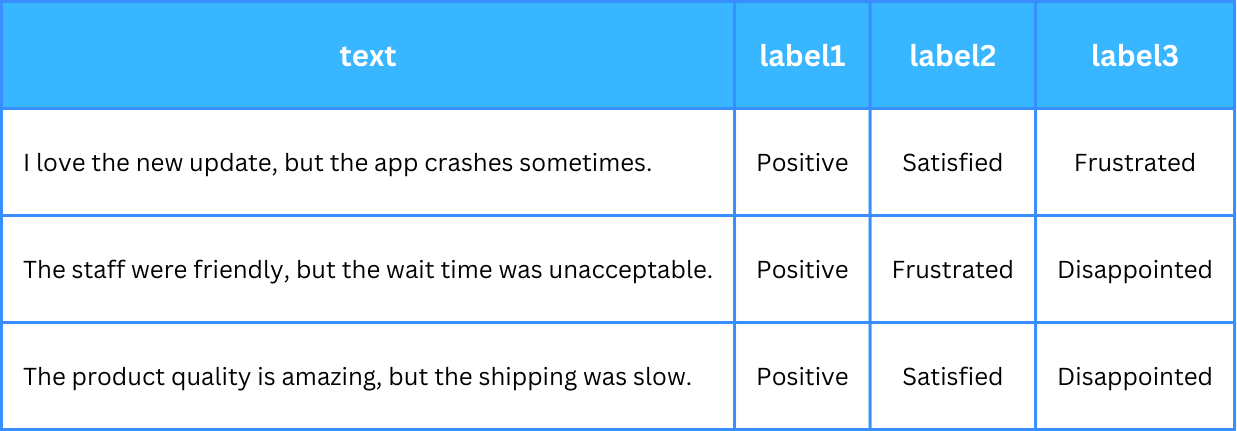 text label1 label2 label3
I love the new update, but the app crashes sometimes. Positive Satisfied Frustrated
The staff were friendly, but the wait time was unacceptable. Positive Frustrated Disappointed
The product quality is amazing, but the shipping was slow. Positive Satisfied Disappointed